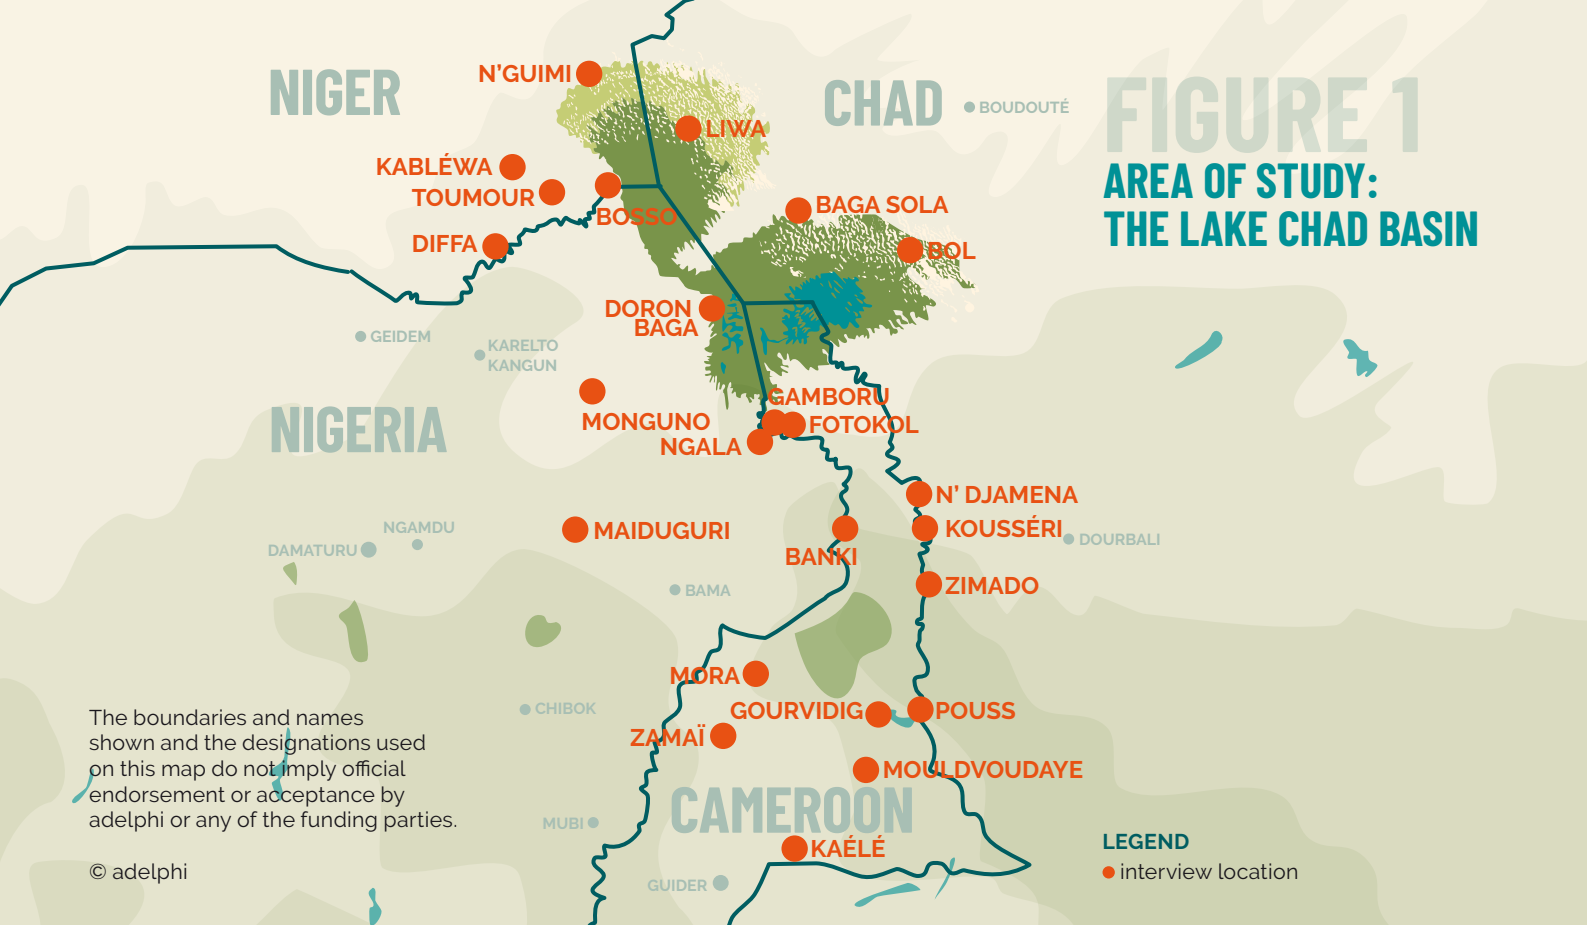 NIGER
N'GUIMI
CHAD
BOUDOUTÉ
FIGURE 1
AREA OF STUDY:
THE LAKE CHAD BASIN
LIWA
KABLÉWA
TOUMOUR
BOSSO
BAGA SOLA
DIFFA
BOL
DORON
BAGA
GEIDEM
KARELTO
KANGUN
GAMBORU
MONGUNO
FOTOKOL
NIGERIA
NGALA
N' DJAMENA
NGAMDU
MAIDUGURI
KOUSSÉRI
DOURBALI
DAMATURU
BANKI
BAMA
ZIMADO
MORA
CHIBOK
GOURVIDIG
POUSS
ZAMAÏ
MOULDVOUDAYE
CAMEROON
MUBI
KAÉLÉ
GUIDER
The boundaries and names
shown and the designations used
on this map do not imply official
endorsement or acceptance by
adelphi or any of the funding parties.
© adelphi
LEGEND
interview location